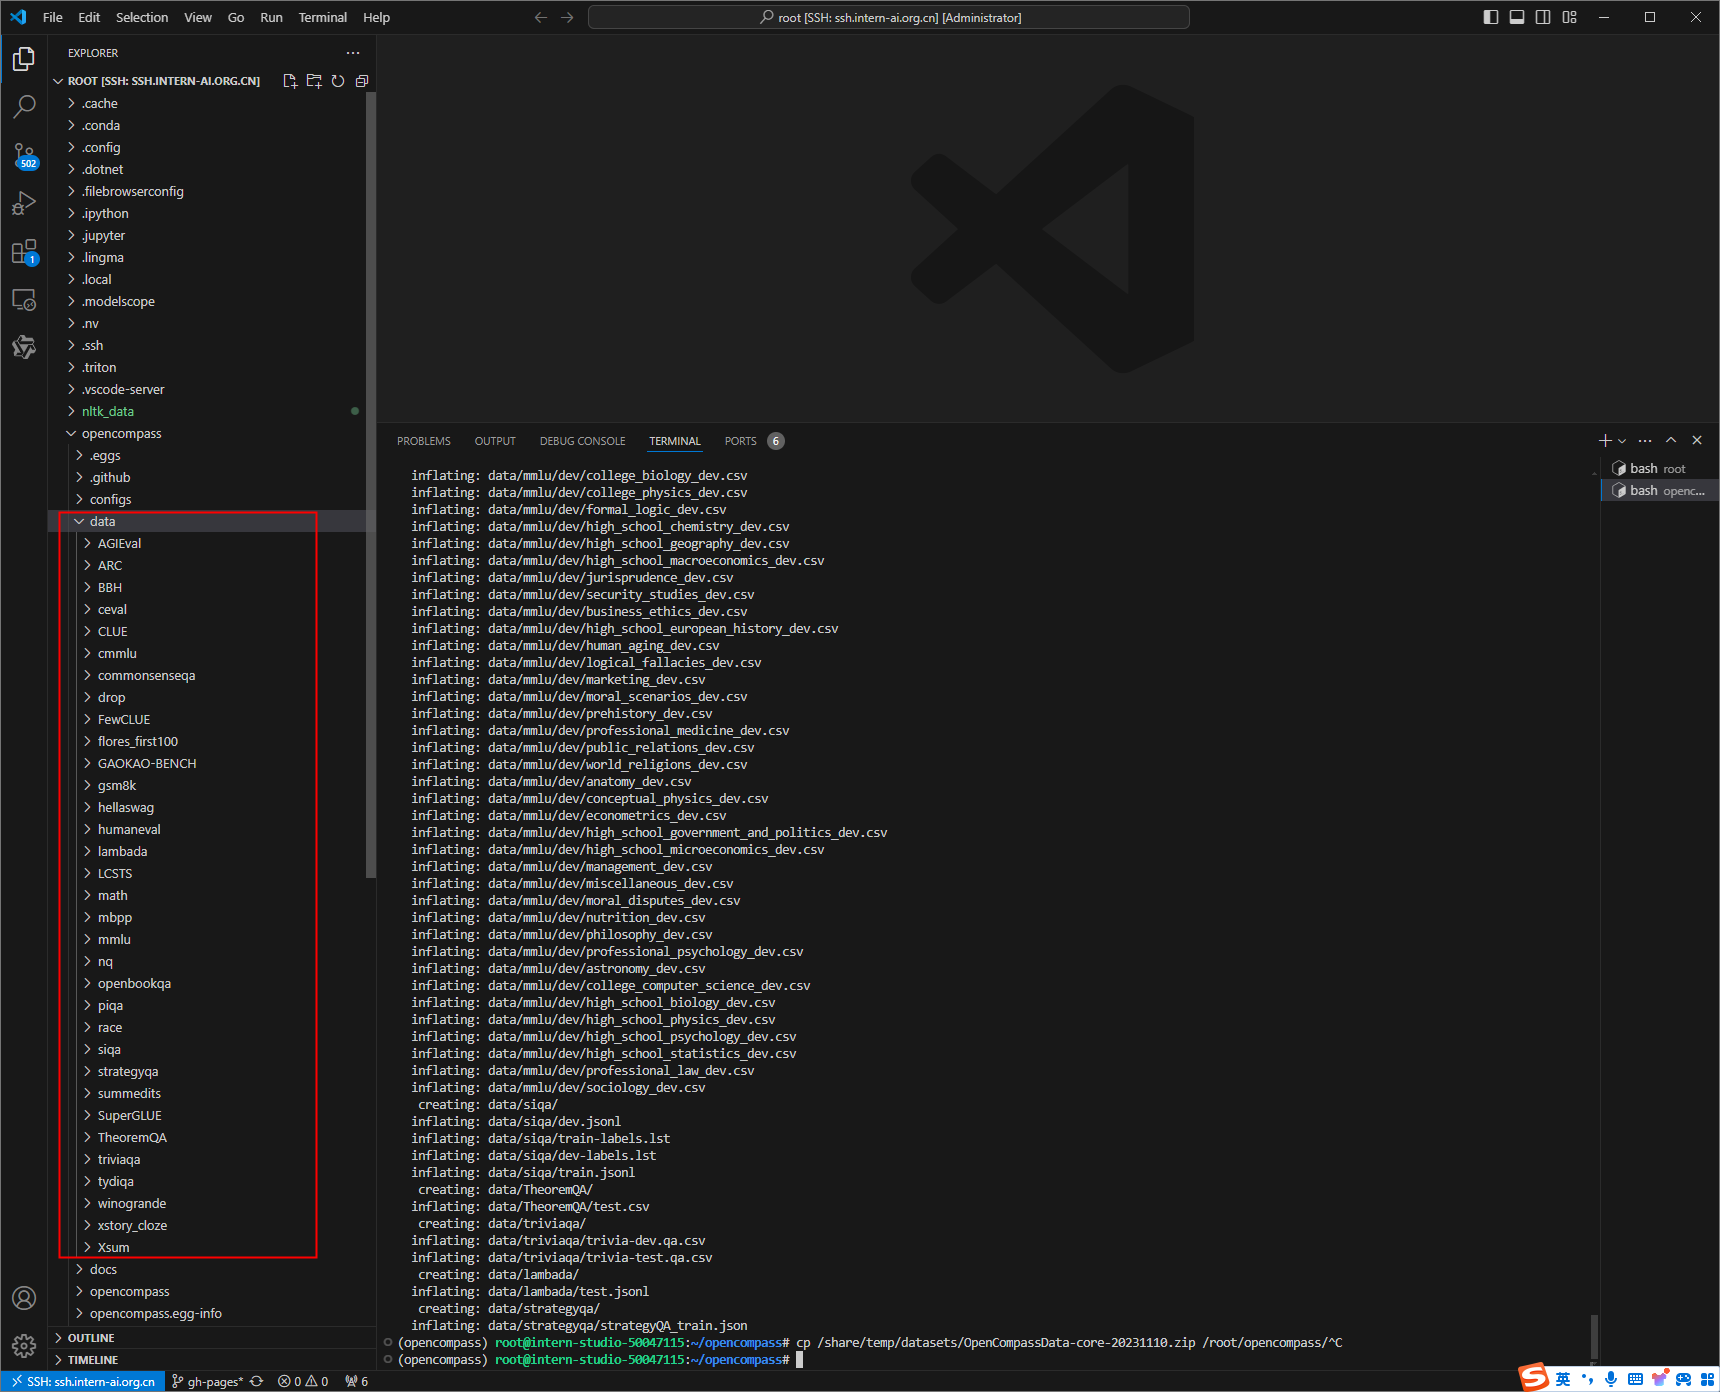 File Edit Selection View Go Run Terminal Help
root [SSH: ssh.intern-ai.org.cn] [Administrator]
EXPLORER
ROOT [SSH: SSH.INTERN-AI.ORG.CN]
.cache
.conda
.config
.dotnet
.filebrowserconfig
.ipython
.jupyter
.lingma
.local
.modelscope
.nv
.ssh
.triton
.vscode-server
nltk_data
opencompass
.eggs
.github
configs
data
AGIEval
ARC
BBH
ceval
CLUE
cmmlu
commonsenseqa
drop
FewCLUE
flores_first100
GAOKAO-BENCH
gsm8k
hellaswag
humaneval
lambada
LCSTS
math
mbpp
mmlu
nq
openbookqa
piqa
race
siqa
strategyqa
summedits
SuperGLUE
TheoremQA
triviaqa
tydiqa
winogrande
xstory_cloze
Xsum
docs
opencompass
opencompass.egg-info
OUTLINE
TIMELINE
502
1
PROBLEMS OUTPUT DEBUG CONSOLE TERMINAL PORTS 6
bash root
bash openc...
inflating: data/mmlu/dev/college_biology_dev.csv
inflating: data/mmlu/dev/college_physics_dev.csv
inflating: data/mmlu/dev/formal_logic_dev.csv
inflating: data/mmlu/dev/high_school_chemistry_dev.csv
inflating: data/mmlu/dev/high_school_geography_dev.csv
inflating: data/mmlu/dev/high_school_macroeconomics_dev.csv
inflating: data/mmlu/dev/jurisprudence_dev.csv
inflating: data/mmlu/dev/security_studies_dev.csv
inflating: data/mmlu/dev/business_ethics_dev.csv
inflating: data/mmlu/dev/high_school_european_history_dev.csv
inflating: data/mmlu/dev/human_aging_dev.csv
inflating: data/mmlu/dev/logical_fallacies_dev.csv
inflating: data/mmlu/dev/marketing_dev.csv
inflating: data/mmlu/dev/moral_scenarios_dev.csv
inflating: data/mmlu/dev/prehistory_dev.csv
inflating: data/mmlu/dev/professional_medicine_dev.csv
inflating: data/mmlu/dev/public_relations_dev.csv
inflating: data/mmlu/dev/world_religions_dev.csv
inflating: data/mmlu/dev/anatomy_dev.csv
inflating: data/mmlu/dev/conceptual_physics_dev.csv
inflating: data/mmlu/dev/econometrics_dev.csv
inflating: data/mmlu/dev/high_school_government_and_politics_dev.csv
inflating: data/mmlu/dev/high_school_microeconomics_dev.csv
inflating: data/mmlu/dev/management_dev.csv
inflating: data/mmlu/dev/miscellaneous_dev.csv
inflating: data/mmlu/dev/moral_disputes_dev.csv
inflating: data/mmlu/dev/nutrition_dev.csv
inflating: data/mmlu/dev/philosophy_dev.csv
inflating: data/mmlu/dev/professional_psychology_dev.csv
inflating: data/mmlu/dev/astronomy_dev.csv
inflating: data/mmlu/dev/college_computer_science_dev.csv
inflating: data/mmlu/dev/high_school_biology_dev.csv
inflating: data/mmlu/dev/high_school_physics_dev.csv
inflating: data/mmlu/dev/high_school_psychology_dev.csv
inflating: data/mmlu/dev/high_school_statistics_dev.csv
inflating: data/mmlu/dev/professional_law_dev.csv
inflating: data/mmlu/dev/sociology_dev.csv
creating: data/siqa/
inflating: data/siqa/dev.jsonl
inflating: data/siqa/train-labels.lst
inflating: data/siqa/dev-labels.lst
inflating: data/siqa/train.jsonl
creating: data/TheoremQA/
inflating: data/TheoremQA/test.csv
creating: data/triviaqa/
inflating: data/triviaqa/trivia-dev.qa.csv
inflating: data/triviaqa/trivia-test.qa.csv
creating: data/lambada/
inflating: data/lambada/test.jsonl
creating: data/strategyqa/
inflating: data/strategyqa/strategyQA_train.json
(opencompass) root@intern-studio-50047115:~/opencompass# cp /share/temp/datasets/OpenCompassData-core-20231110.zip /root/opencompass/^C
(opencompass) root@intern-studio-50047115:~/opencompass#
SSH: ssh.intern-ai.org.cn gh-pages* 0 0 6
英